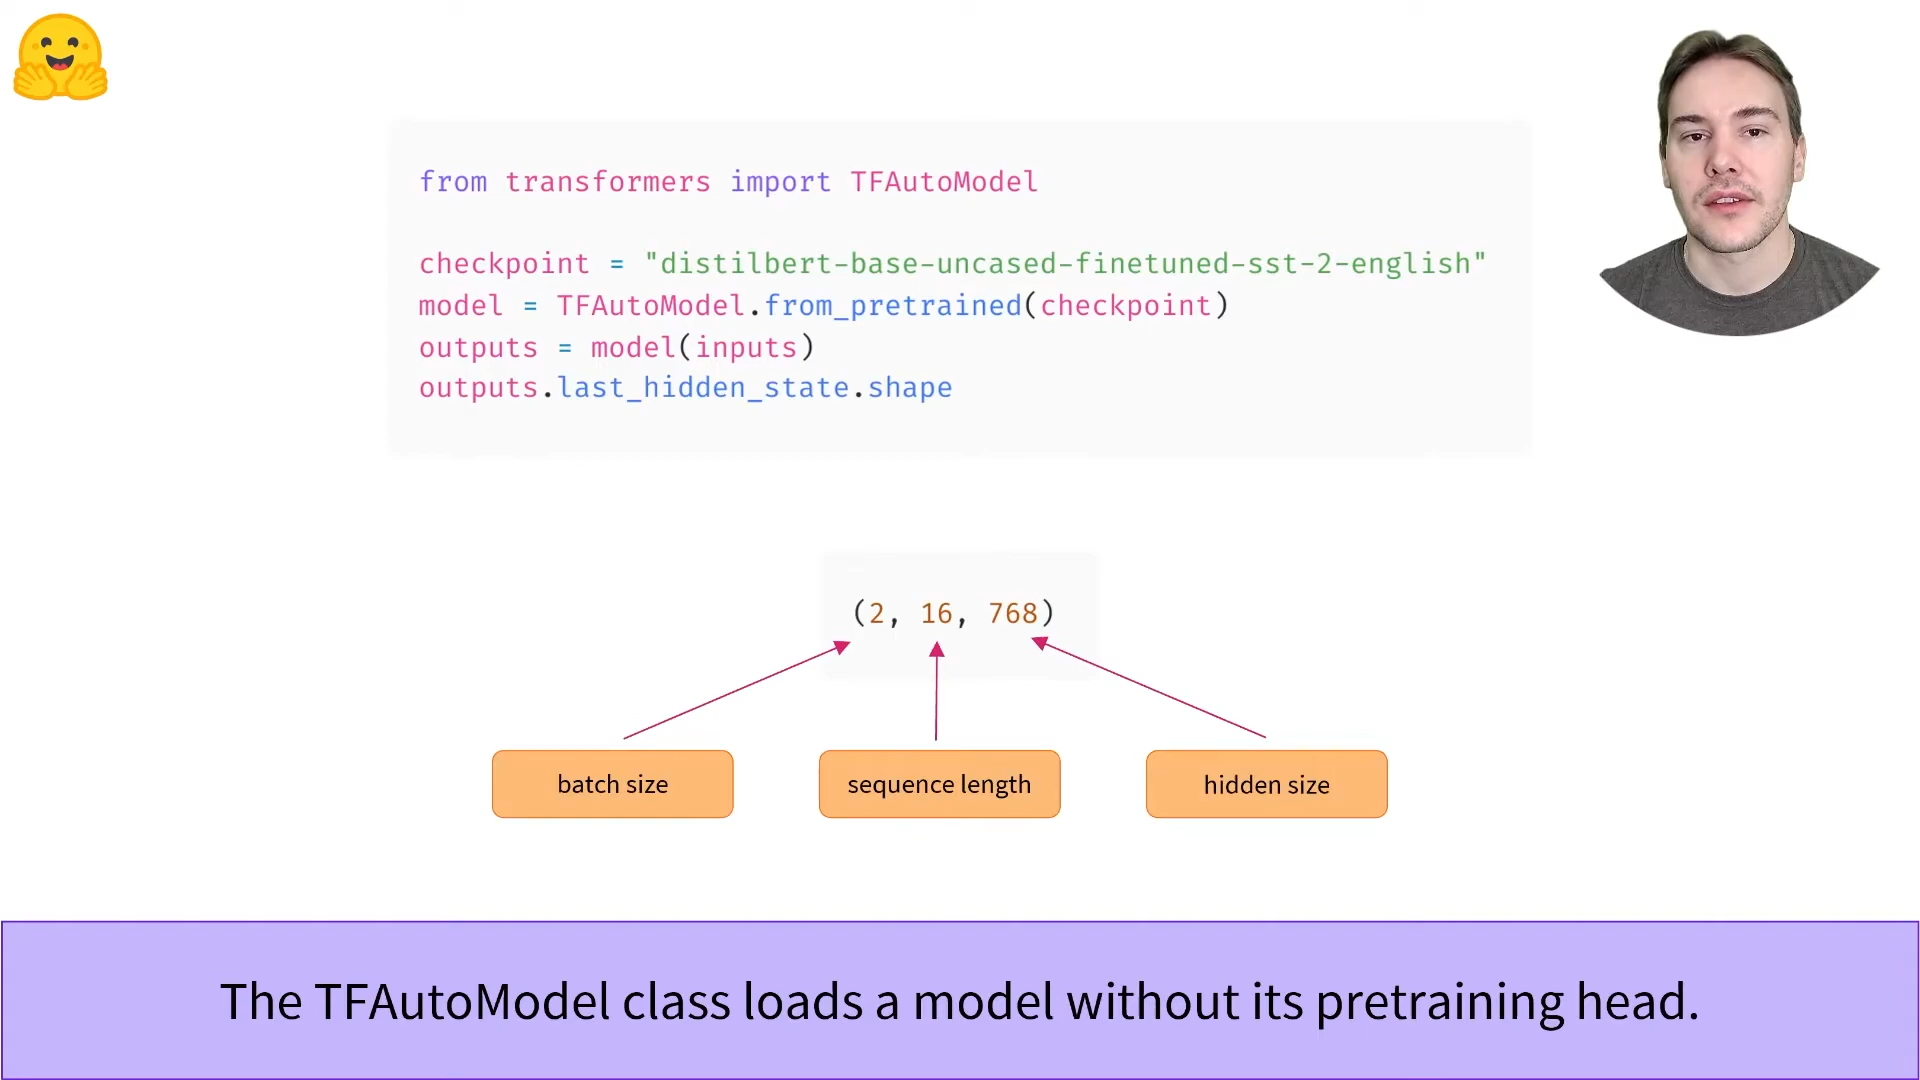 from transformers import TFAutoModel
checkpoint = "distilbert-base-uncased-finetuned-sst-2-english"
model = TFAutoModel.from_pretrained(checkpoint)
outputs = model(inputs)
outputs.last_hidden_state.shape
(2, 16, 768)
batch size
sequence length
hidden size
The TFAutoModel class loads a model without its pretraining head.